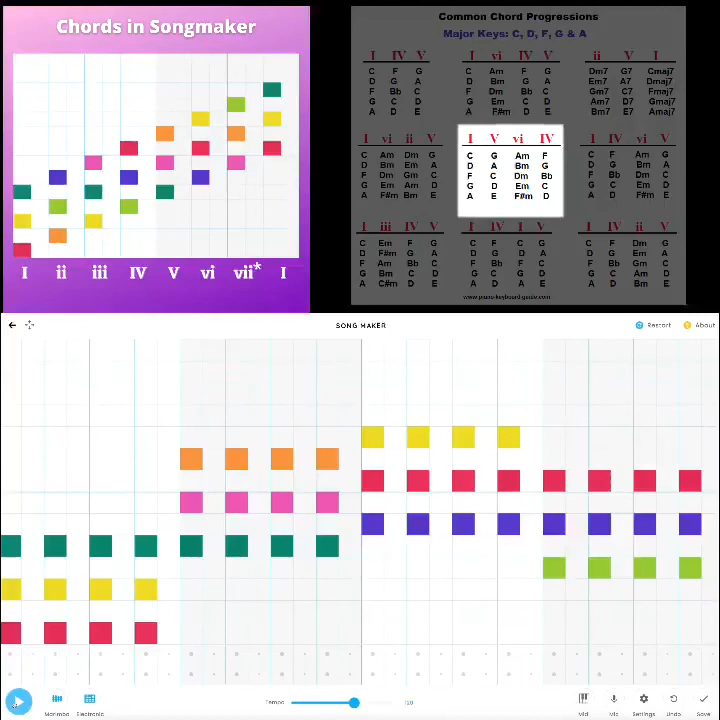 Chords in Songmaker
I ii iii IV V vi vii* I
Common Chord Progressions
Major Keys: C, D, F, G & A
I IV V
C F G
D G A
F Bb C
G C D
A D E
I vi IV V
C Am F G
D Bm G A
F Dm Bb C
G Em C D
A F#m D E
ii V I
Dm7 G7 Cmaj7
Em7 A7 Dmaj7
Gm7 C7 Fmaj7
Am7 D7 Gmaj7
Bm7 E7 Amaj7
I vi ii V
C Am Dm G
D Bm Em A
F Dm Gm C
G Em Am D
A F#m Bm E
I V vi IV
C G Am F
D A Bm G
F C Dm Bb
G D Em C
A E F#m D
I IV vi V
C F Am G
D G Bm A
F Bb Dm C
G C Em D
A D F#m E
I iii IV V
C Em F G
D F#m G A
F Am Bb C
G Bm C D
A C#m D E
I IV I V
C F C G
D G D A
F Bb F C
G C G D
A D A E
I IV ii V
C F Dm G
D G Em A
F Bb Gm C
G C Am D
A D Bm E
www.piano-keyboard-guide.com
SONG MAKER
Restart
About
Marimba
Electronic
Tempo
120
Midi
Mic
Settings
Undo
Save